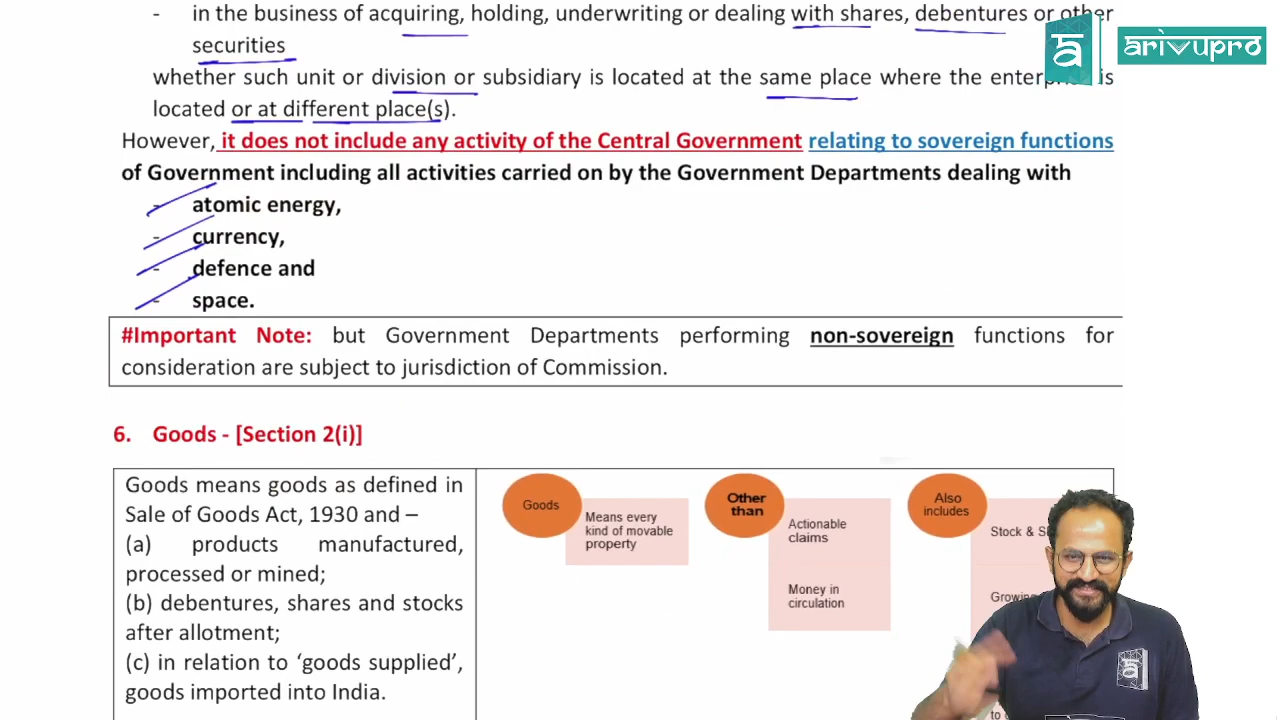 - in the business of acquiring, holding, underwriting or dealing with shares, debentures or other
securities
whether such unit or division or subsidiary is located at the same place where the enterprise is
located or at different place(s).
However, it does not include any activity of the Central Government relating to sovereign functions
of Government including all activities carried on by the Government Departments dealing with
- atomic energy,
- currency,
- defence and
- space.
#Important Note: but Government Departments performing non-sovereign functions for
consideration are subject to jurisdiction of Commission.
6. Goods - [Section 2(i)]
Goods means goods as defined in
Sale of Goods Act, 1930 and –
(a) products manufactured,
processed or mined;
(b) debentures, shares and stocks
after allotment;
(c) in relation to ‘goods supplied’,
goods imported into India.
Goods
Means every
kind of movable
property
Other
than
Actionable
claims
Money in
circulation
Also
includes
Stock &
Growing
arivupro